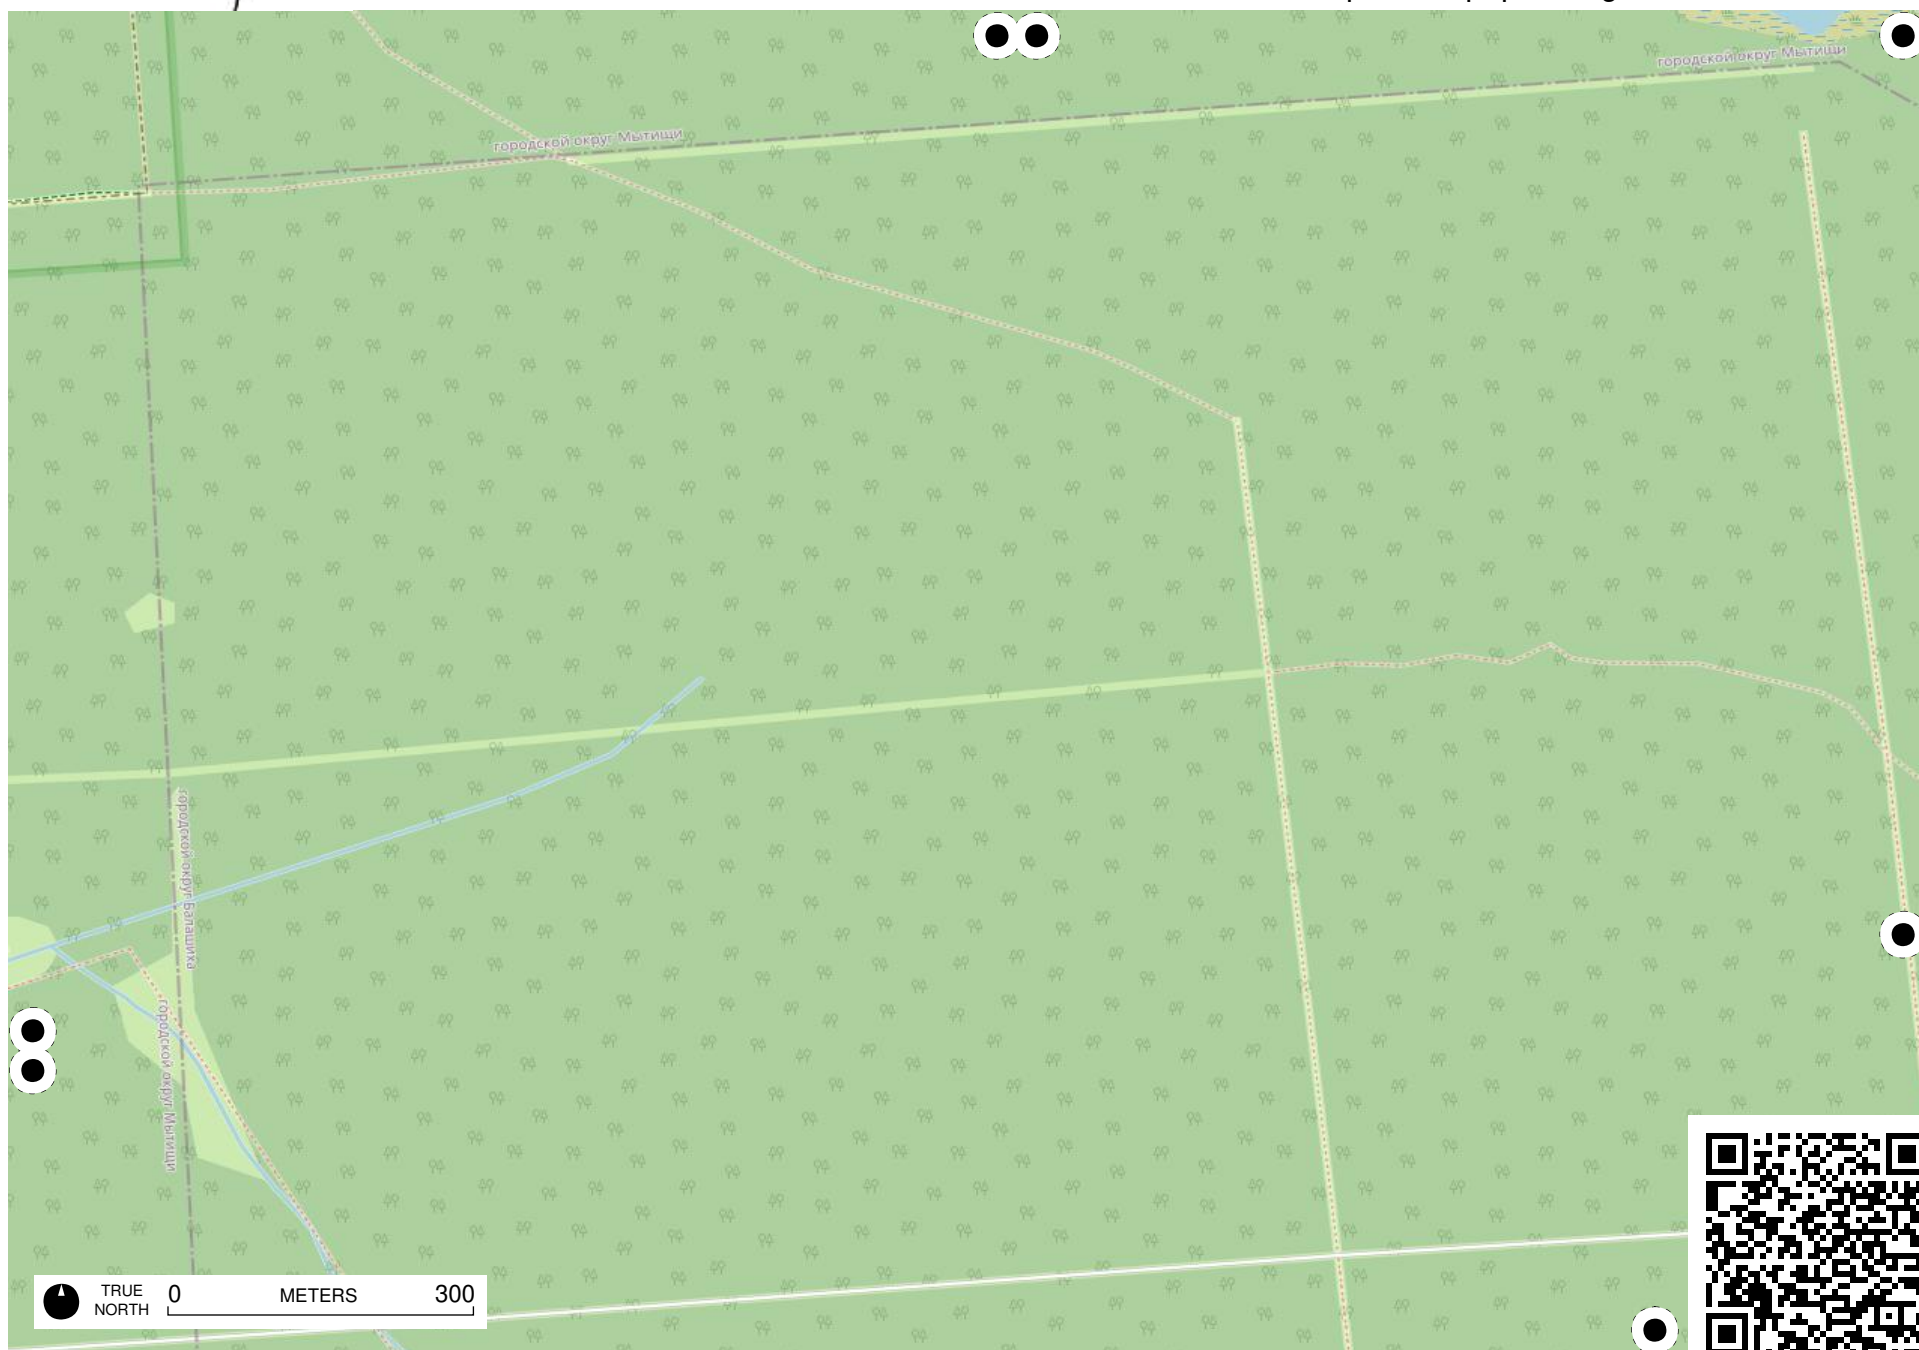 городской округ Мытищи
городской округ Мытищи
городской округ Балашиха
городской округ Мытищи
TRUE
NORTH
0 METERS 300